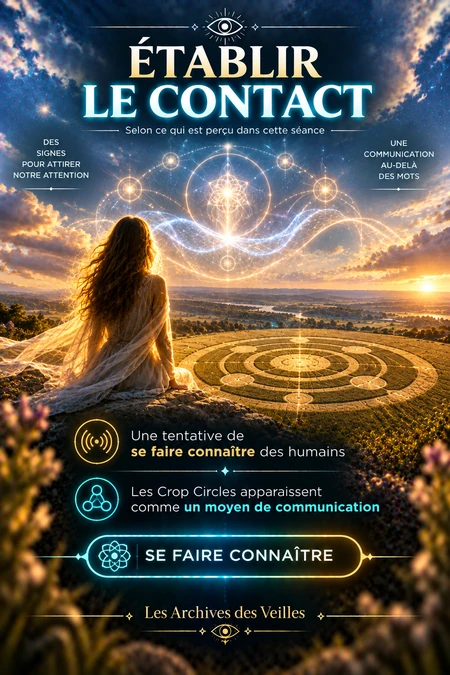 ÉTABLIR
LE CONTACT
Selon ce qui est perçu dans cette séance
DES
SIGNES
POUR ATTIRER
NOTRE ATTENTION
UNE
COMMUNICATION
AU-DELÀ
DES MOTS
Une tentative de
se faire connaître des humains
Les Crop Circles apparaissent
comme un moyen de communication
SE FAIRE CONNAÎTRE
Les Archives des Veilles